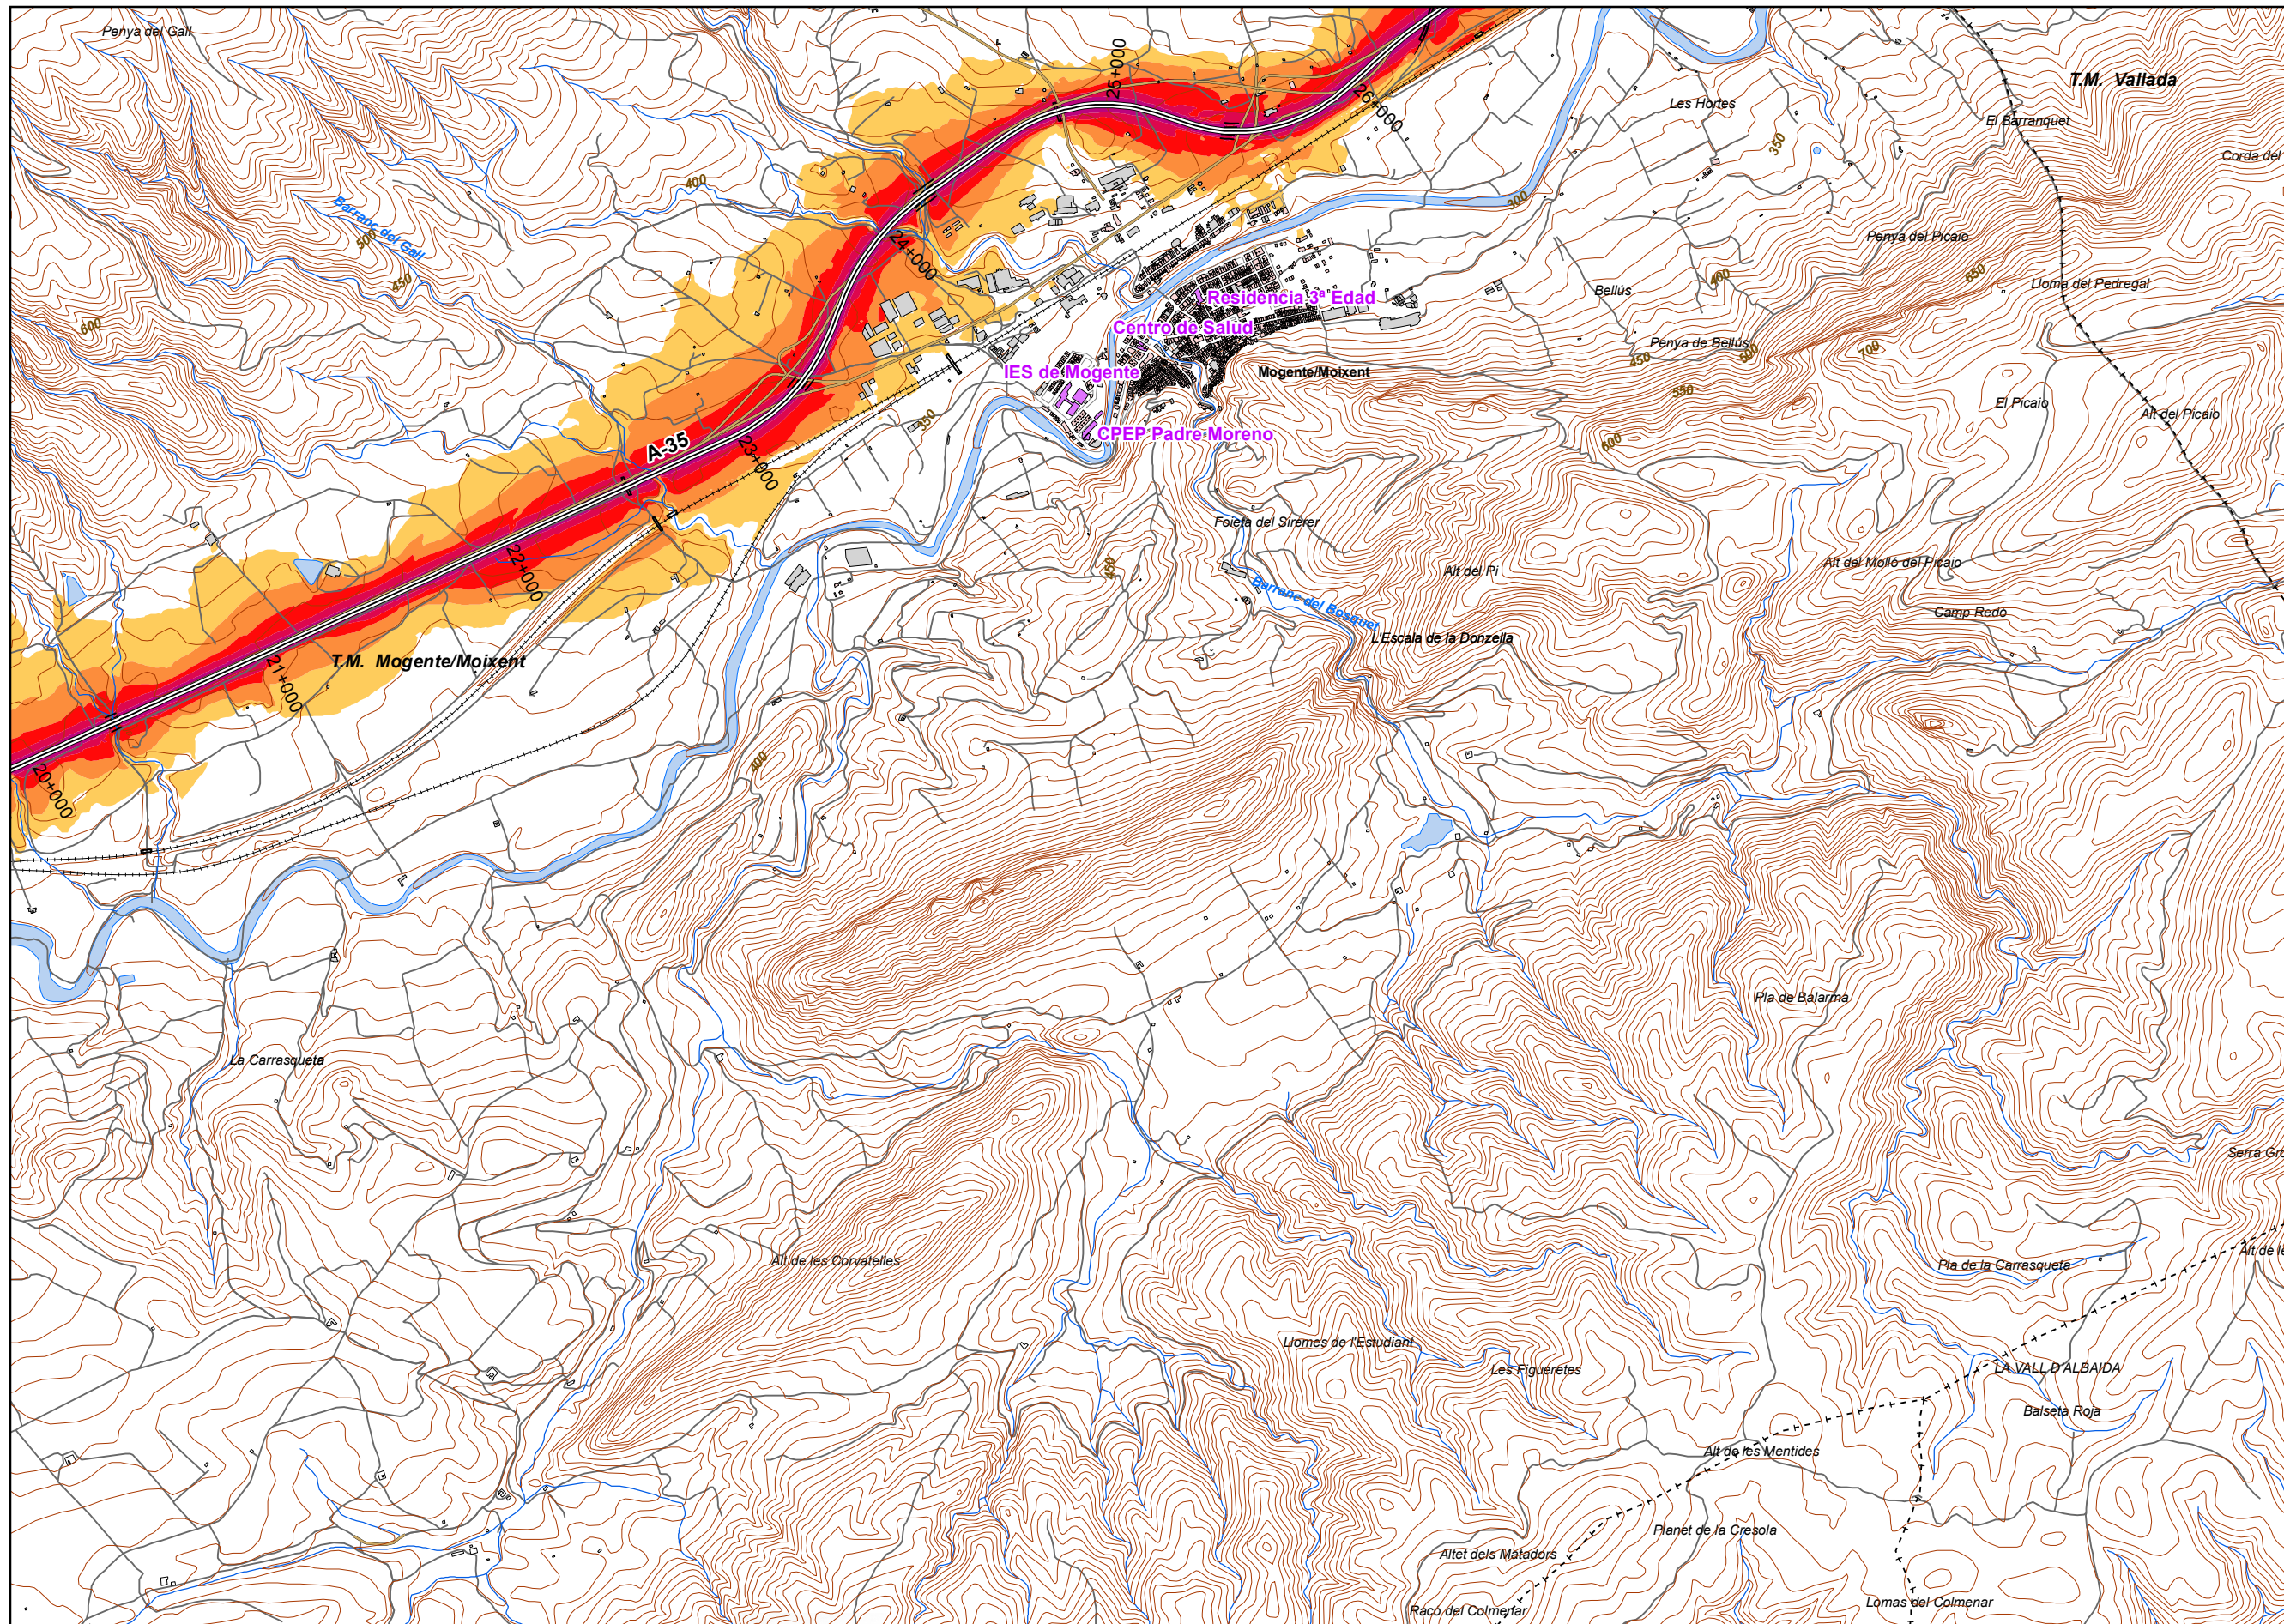 Penya del Gall
T.M. Vallada
25+000
26+000
Les Hortes
El Barranquet
350
Corda del
400
Barranc del Gall
500
450
600
24+000
300
Penya del Picaio
650
Lloma del Pedregal
400
Bellús
Residencia 3ª Edad
Centro de Salud
Penya de Bellús
500
700
450
IES de Mogente
Mogente/Moixent
550
El Picaio
Alt del Picaio
350
CPEP Padre Moreno
600
A-35
23+000
Foieta del Sirerer
22+000
450
Alt del Pi
Alt del Molló del Picaio
Barranc del Bosquet
Camp Redó
L'Escala de la Donzella
T.M. Mogente/Moixent
21+000
400
20+000
Pla de Balarma
La Carrasqueta
Serra Gro
Alt de le
Alt de les Corvatelles
Pla de la Carrasqueta
Llomes de l'Estudiant
Les Figueretes
LA VALL D'ALBAIDA
Balseta Roja
Alt de les Mentides
Planet de la Cresola
Altet dels Matadors
Racó del Colmenar
Lomas del Colmenar